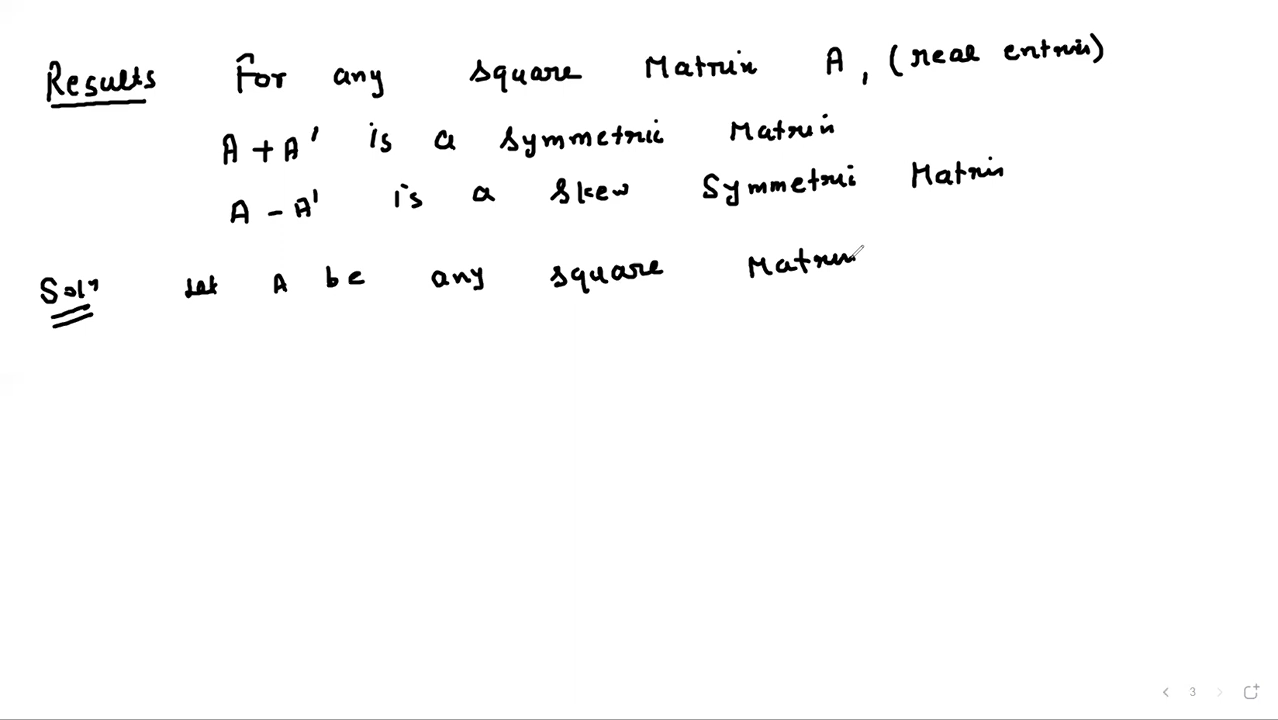 Results For any square Matrix A, (real entries)
A + A' is a symmetric Matrix
A - A' is a skew symmetric Matrix
Solⁿ Let A be any square Matrix
3